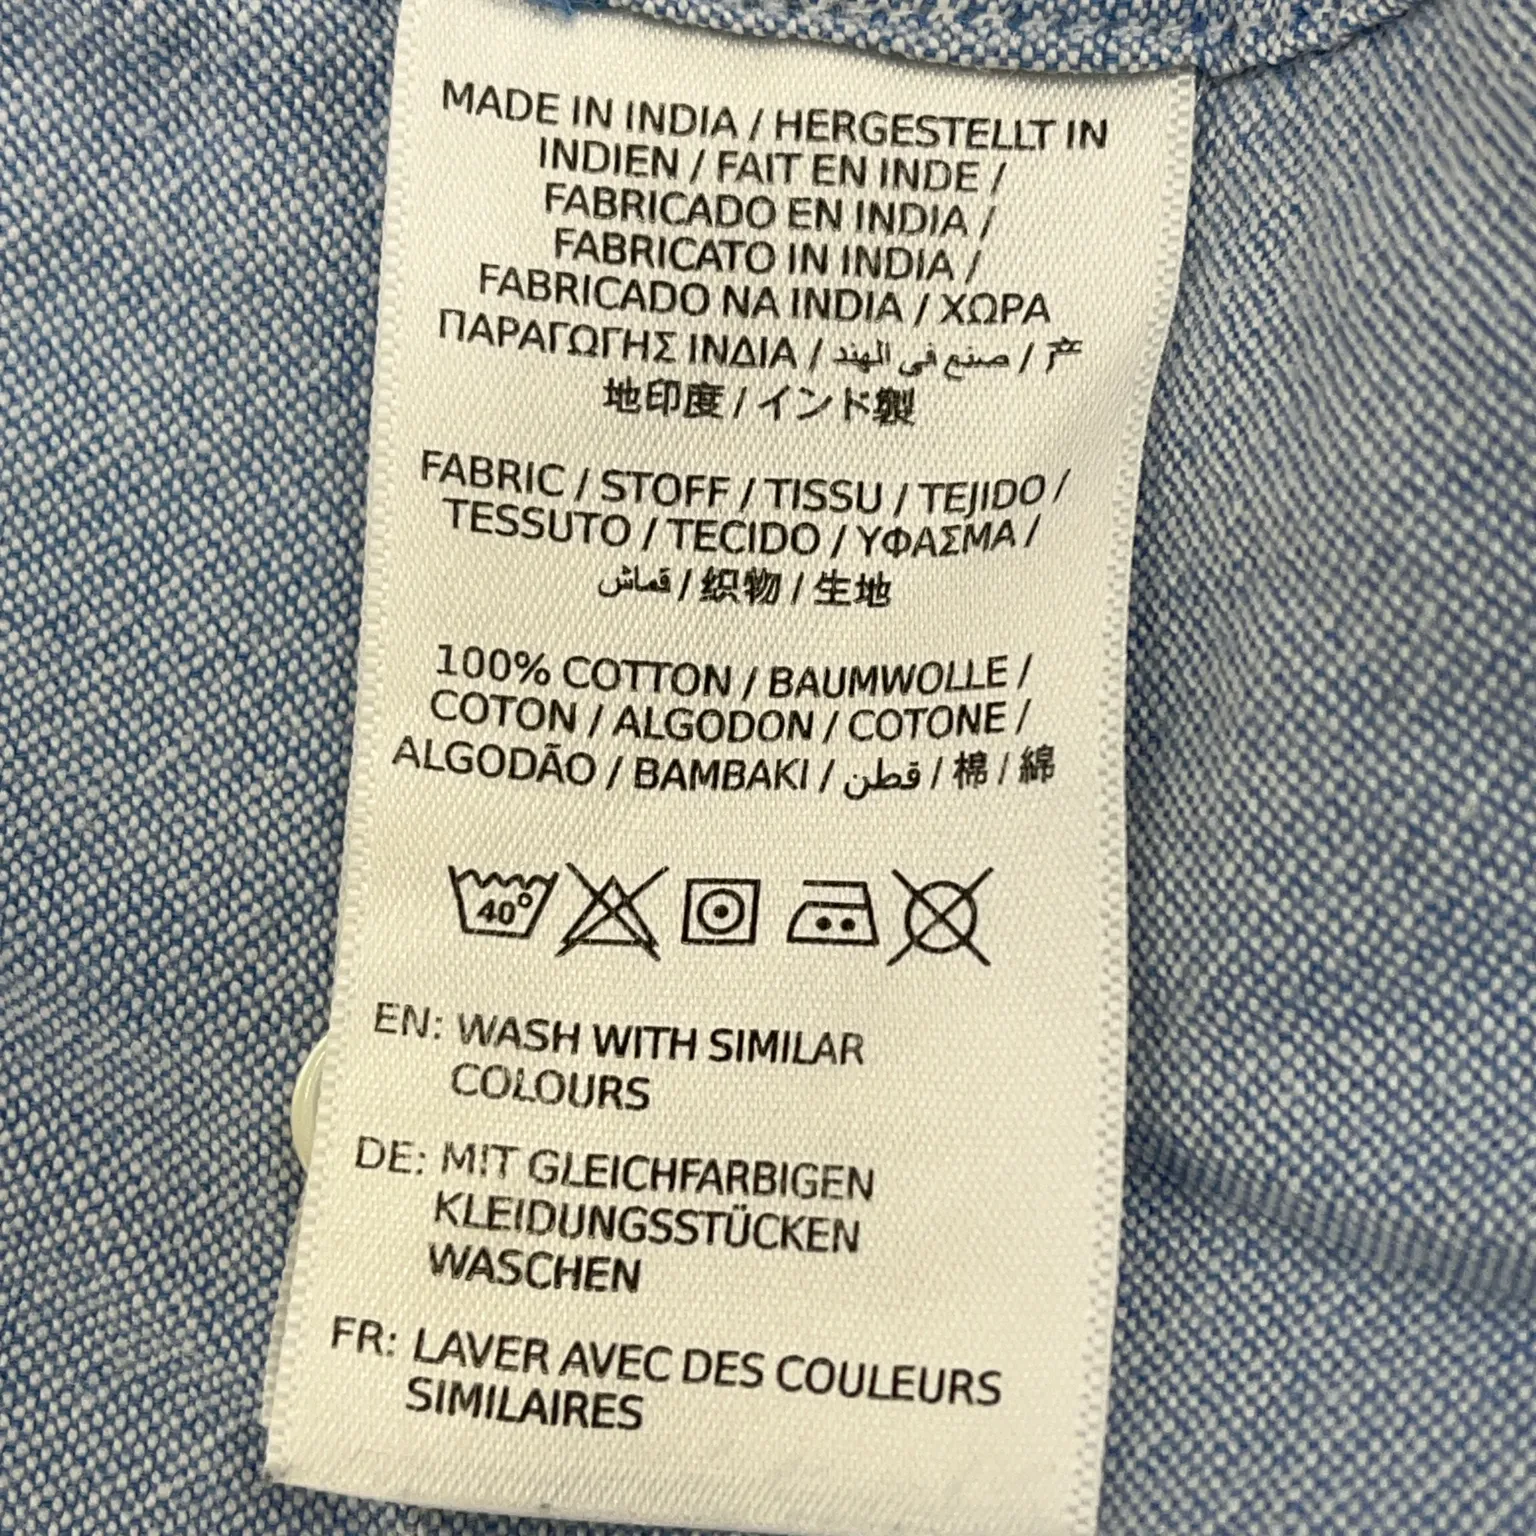 MADE IN INDIA / HERGESTELLT IN
INDIEN / FAIT EN INDE /
FABRICADO EN INDIA /
FABRICATO IN INDIA /
FABRICADO NA INDIA / ΧΩΡΑ
ΠΑΡΑΓΩΓΗΣ ΙΝΔΙΑ / صنع في الهند / 产
地印度 / インド製
FABRIC / STOFF / TISSU / TEJIDO /
TESSUTO / TECIDO / ΥΦΑΣΜΑ /
قماش / 织物 / 生地
100% COTTON / BAUMWOLLE /
COTON / ALGODON / COTONE /
ALGODÃO / BAMBAKI / قطن / 棉 / 綿
40°
EN: WASH WITH SIMILAR
COLOURS
DE: MIT GLEICHFARBIGEN
KLEIDUNGSSTÜCKEN
WASCHEN
FR: LAVER AVEC DES COULEURS
SIMILAIRES